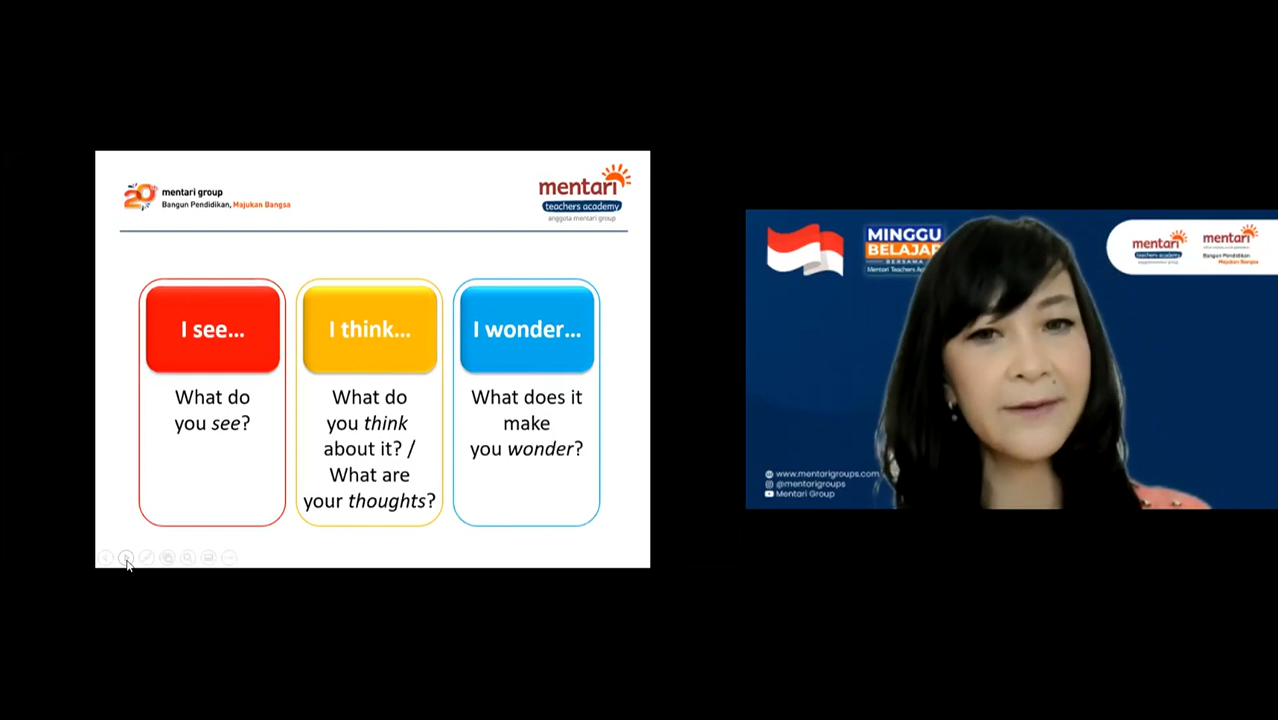 20th
mentari group
Bangun Pendidikan, Majukan Bangsa
mentari
teachers academy
anggota mentari group
I see...
What do
you see?
I think...
What do
you think
about it? /
What are
your thoughts?
I wonder...
What does it
make
you wonder?
MINGGU
BELAJAR
BERSAMA
Mentari Teachers
mentari
teachers academy
mentari
Bangun Pendidikan,
Majukan Bangsa
www.mentarigroups.com
@mentarigroups
Mentari Group